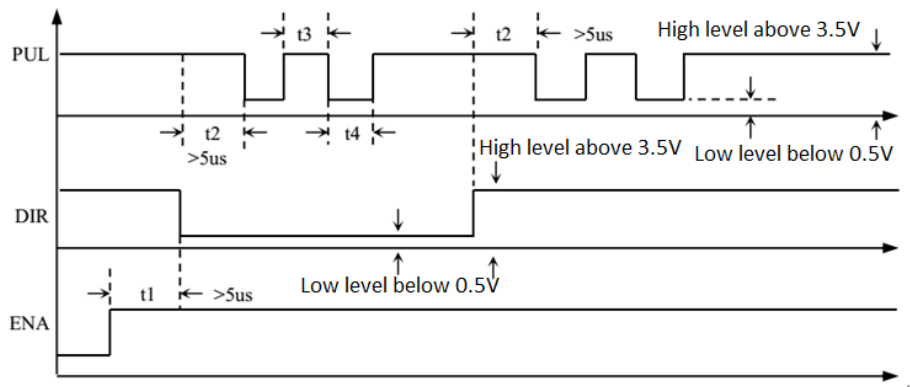 High level above 3.5V
PUL
t3
t2
>5us
t2
>5us
t4
Low level below 0.5V
High level above 3.5V
DIR
Low level below 0.5V
t1
>5us
ENA